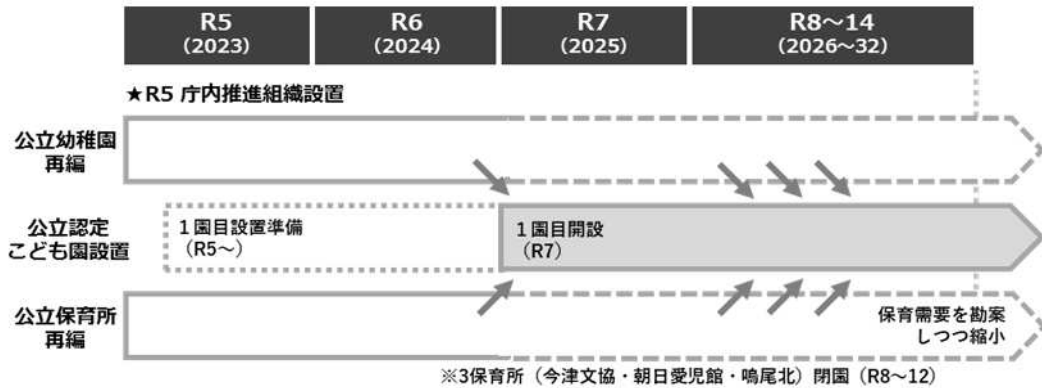 R5
(2023)
R6
(2024)
R7
(2025)
R8～14
(2026～32)
★R5 庁内推進組織設置
公立幼稚園
再編
公立認定
こども園設置
１園目設置準備
（R5～）
１園目開設
（R7）
公立保育所
再編
保育需要を勘案
しつつ縮小
※3保育所（今津文協・朝日愛児館・鳴尾北）閉園（R8～12）